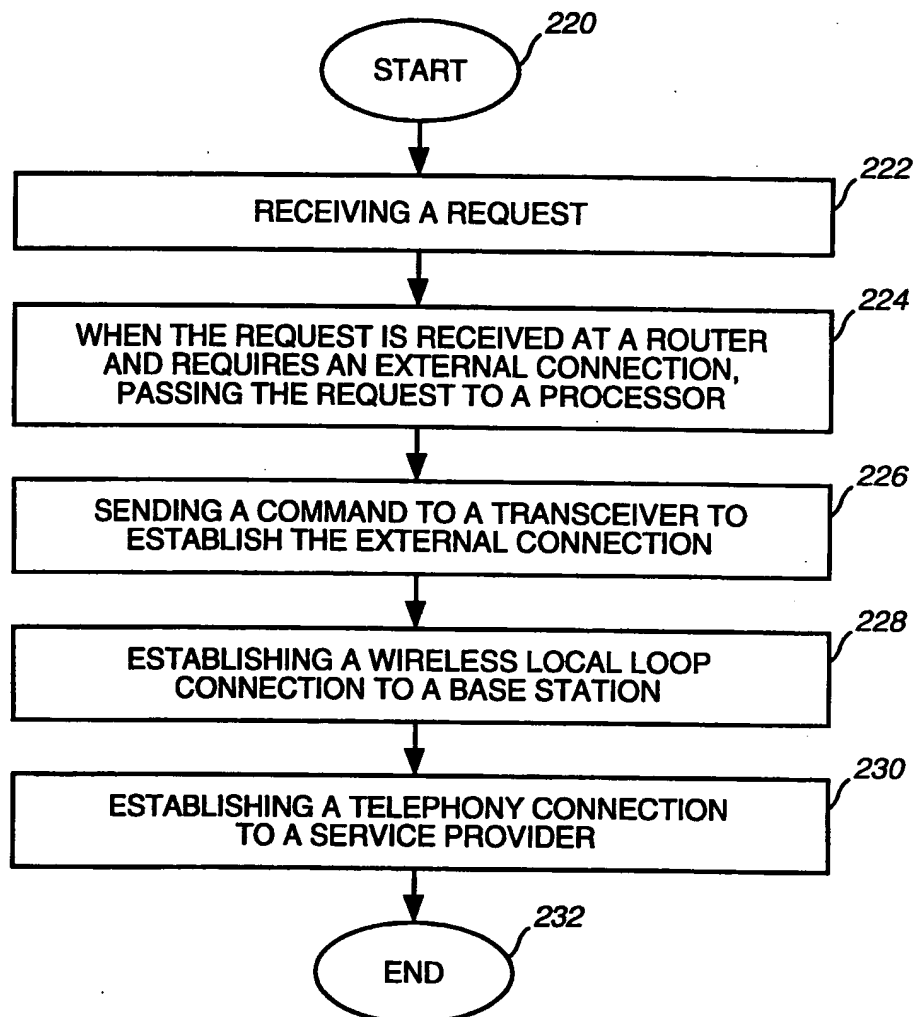 220
START
222
RECEIVING A REQUEST
224
WHEN THE REQUEST IS RECEIVED AT A ROUTER
AND REQUIRES AN EXTERNAL CONNECTION,
PASSING THE REQUEST TO A PROCESSOR
226
SENDING A COMMAND TO A TRANSCEIVER TO
ESTABLISH THE EXTERNAL CONNECTION
228
ESTABLISHING A WIRELESS LOCAL LOOP
CONNECTION TO A BASE STATION
230
ESTABLISHING A TELEPHONY CONNECTION
TO A SERVICE PROVIDER
232
END